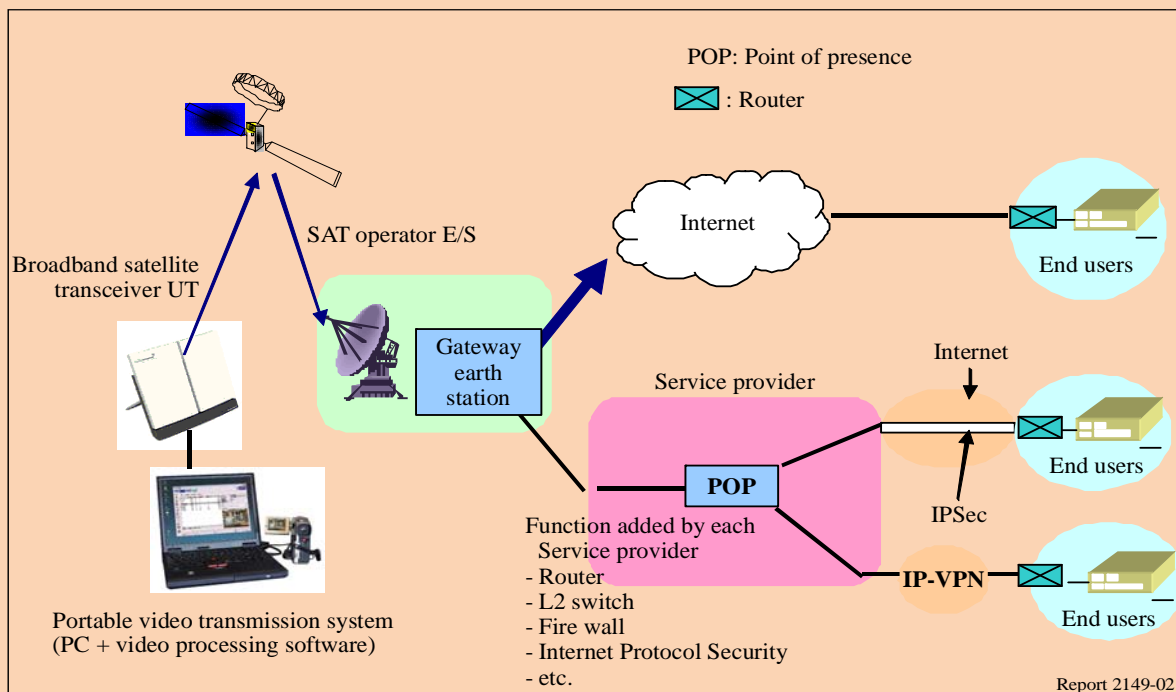 POP: Point of presence
: Router
SAT operator E/S
Broadband satellite
transceiver UT
Internet
End users
Gateway
earth
station
Service provider
Internet
End users
IPSec
POP
Function added by each
Service provider
- Router
- L2 switch
- Fire wall
- Internet Protocol Security
- etc.
IP-VPN
End users
Portable video transmission system
(PC + video processing software)
Report 2149-02